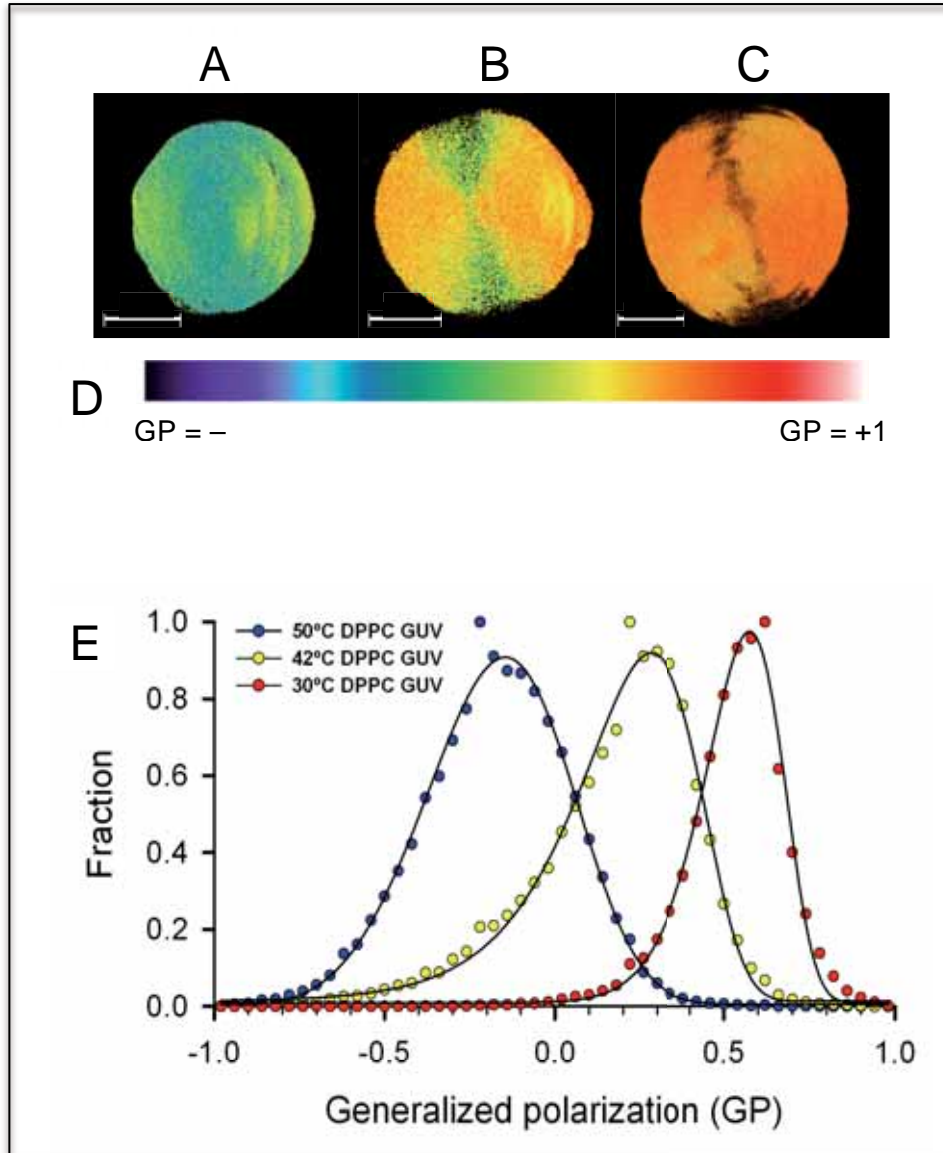 A B C
D
GP = – GP = +1
E
50ºC DPPC GUV
42ºC DPPC GUV
30ºC DPPC GUV
1.0
0.8
0.6
0.4
0.2
0.0
Fraction
-1.0 -0.5 0.0 0.5 1.0
Generalized polarization (GP)